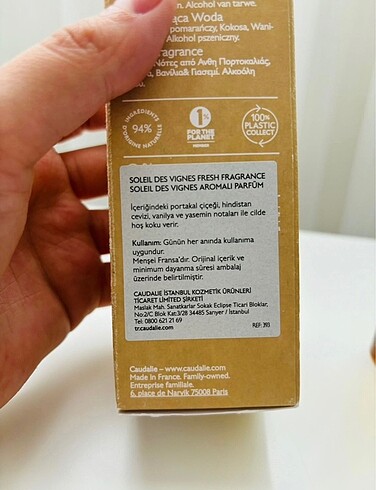 n. Alcohol van tarwe.
ąca Woda
pomarańczy, Kokosa, Wani-
Alkohol pszeniczny.
fragrance
Νότες από Άνθη Πορτοκαλιάς,
Βανίλια & Γιασεμί. Αλκοόλη
INGRÉDIENTS
94%
D'ORIGINE NATURELLE
1%
FOR THE
PLANET
MEMBER
100%
PLASTIC
COLLECT
SOLEIL DES VIGNES FRESH FRAGRANCE
SOLEIL DES VIGNES AROMALI PARFÜM
İçeriğindeki portakal çiçeği, hindistan
cevizi, vanilya ve yasemin notaları ile cilde
hoş koku verir.
Kullanım: Günün her anında kullanıma
uygundur.
Menşei Fransa'dır. Orijinal içerik ve
minimum dayanma süresi ambalaj
üzerinde belirtilmiştir.
CAUDALIE İSTANBUL KOZMETİK ÜRÜNLERİ
TİCARET LİMİTED ŞİRKETİ
Maslak Mah. Sanatkarlar Sokak Eclipse Ticari Bloklar,
No:2/C Blok Kat:3/28 34485 Sarıyer / İstanbul
Tel: 0800 621 21 69
tr.caudalie.com
REF: 393
Caudalie – www.caudalie.com
Made in France. Family-owned.
Entreprise familiale.
6, place de Narvik 75008 Paris